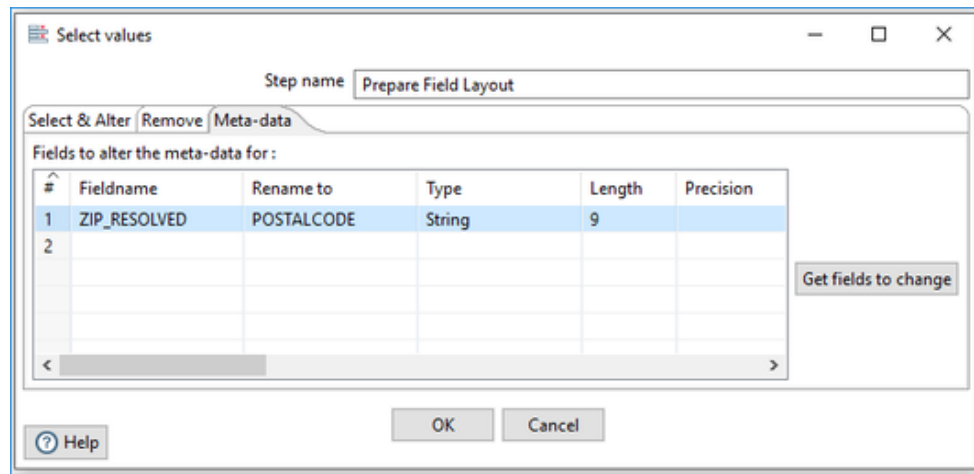 Select values
Step name Prepare Field Layout
Select & Alter Remove Meta-data
Fields to alter the meta-data for :
# Fieldname Rename to Type Length Precision
1 ZIP_RESOLVED POSTALCODE String 9
2
Get fields to change
OK Cancel
? Help